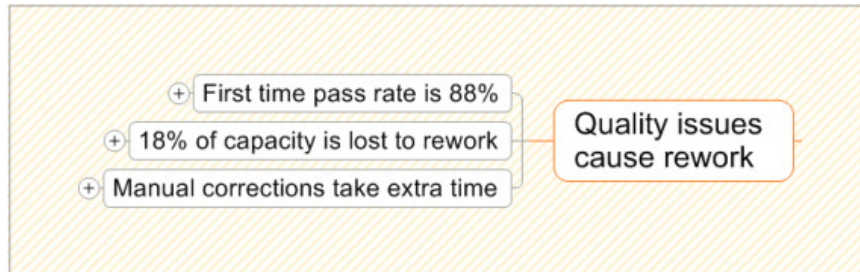 First time pass rate is 88%
18% of capacity is lost to rework
Manual corrections take extra time
Quality issues
cause rework